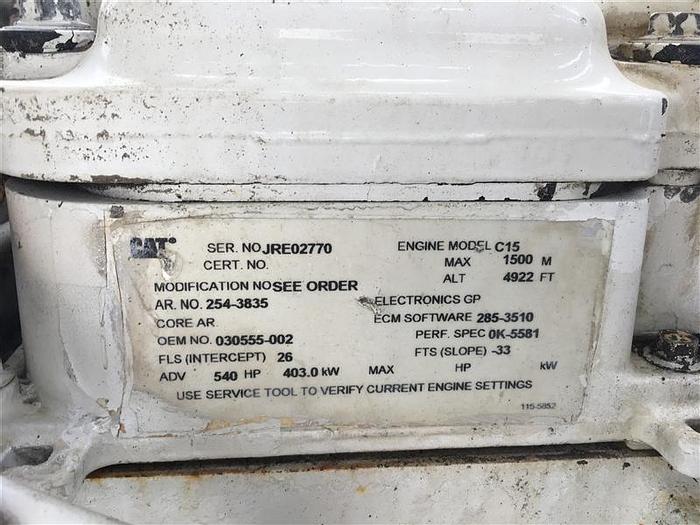 CAT SER. NO JRE02770 ENGINE MODEL C15
CERT. NO. MAX 1500 M
MODIFICATION NO SEE ORDER ALT 4922 FT
AR. NO. 254-3835 ELECTRONICS GP
CORE AR ECM SOFTWARE 285-3510
OEM NO. 030555-002 PERF. SPEC 0K-5581
FLS (INTERCEPT) 26 FTS (SLOPE) -33
ADV 540 HP 403.0 kW MAX HP kW
USE SERVICE TOOL TO VERIFY CURRENT ENGINE SETTINGS
115-5852